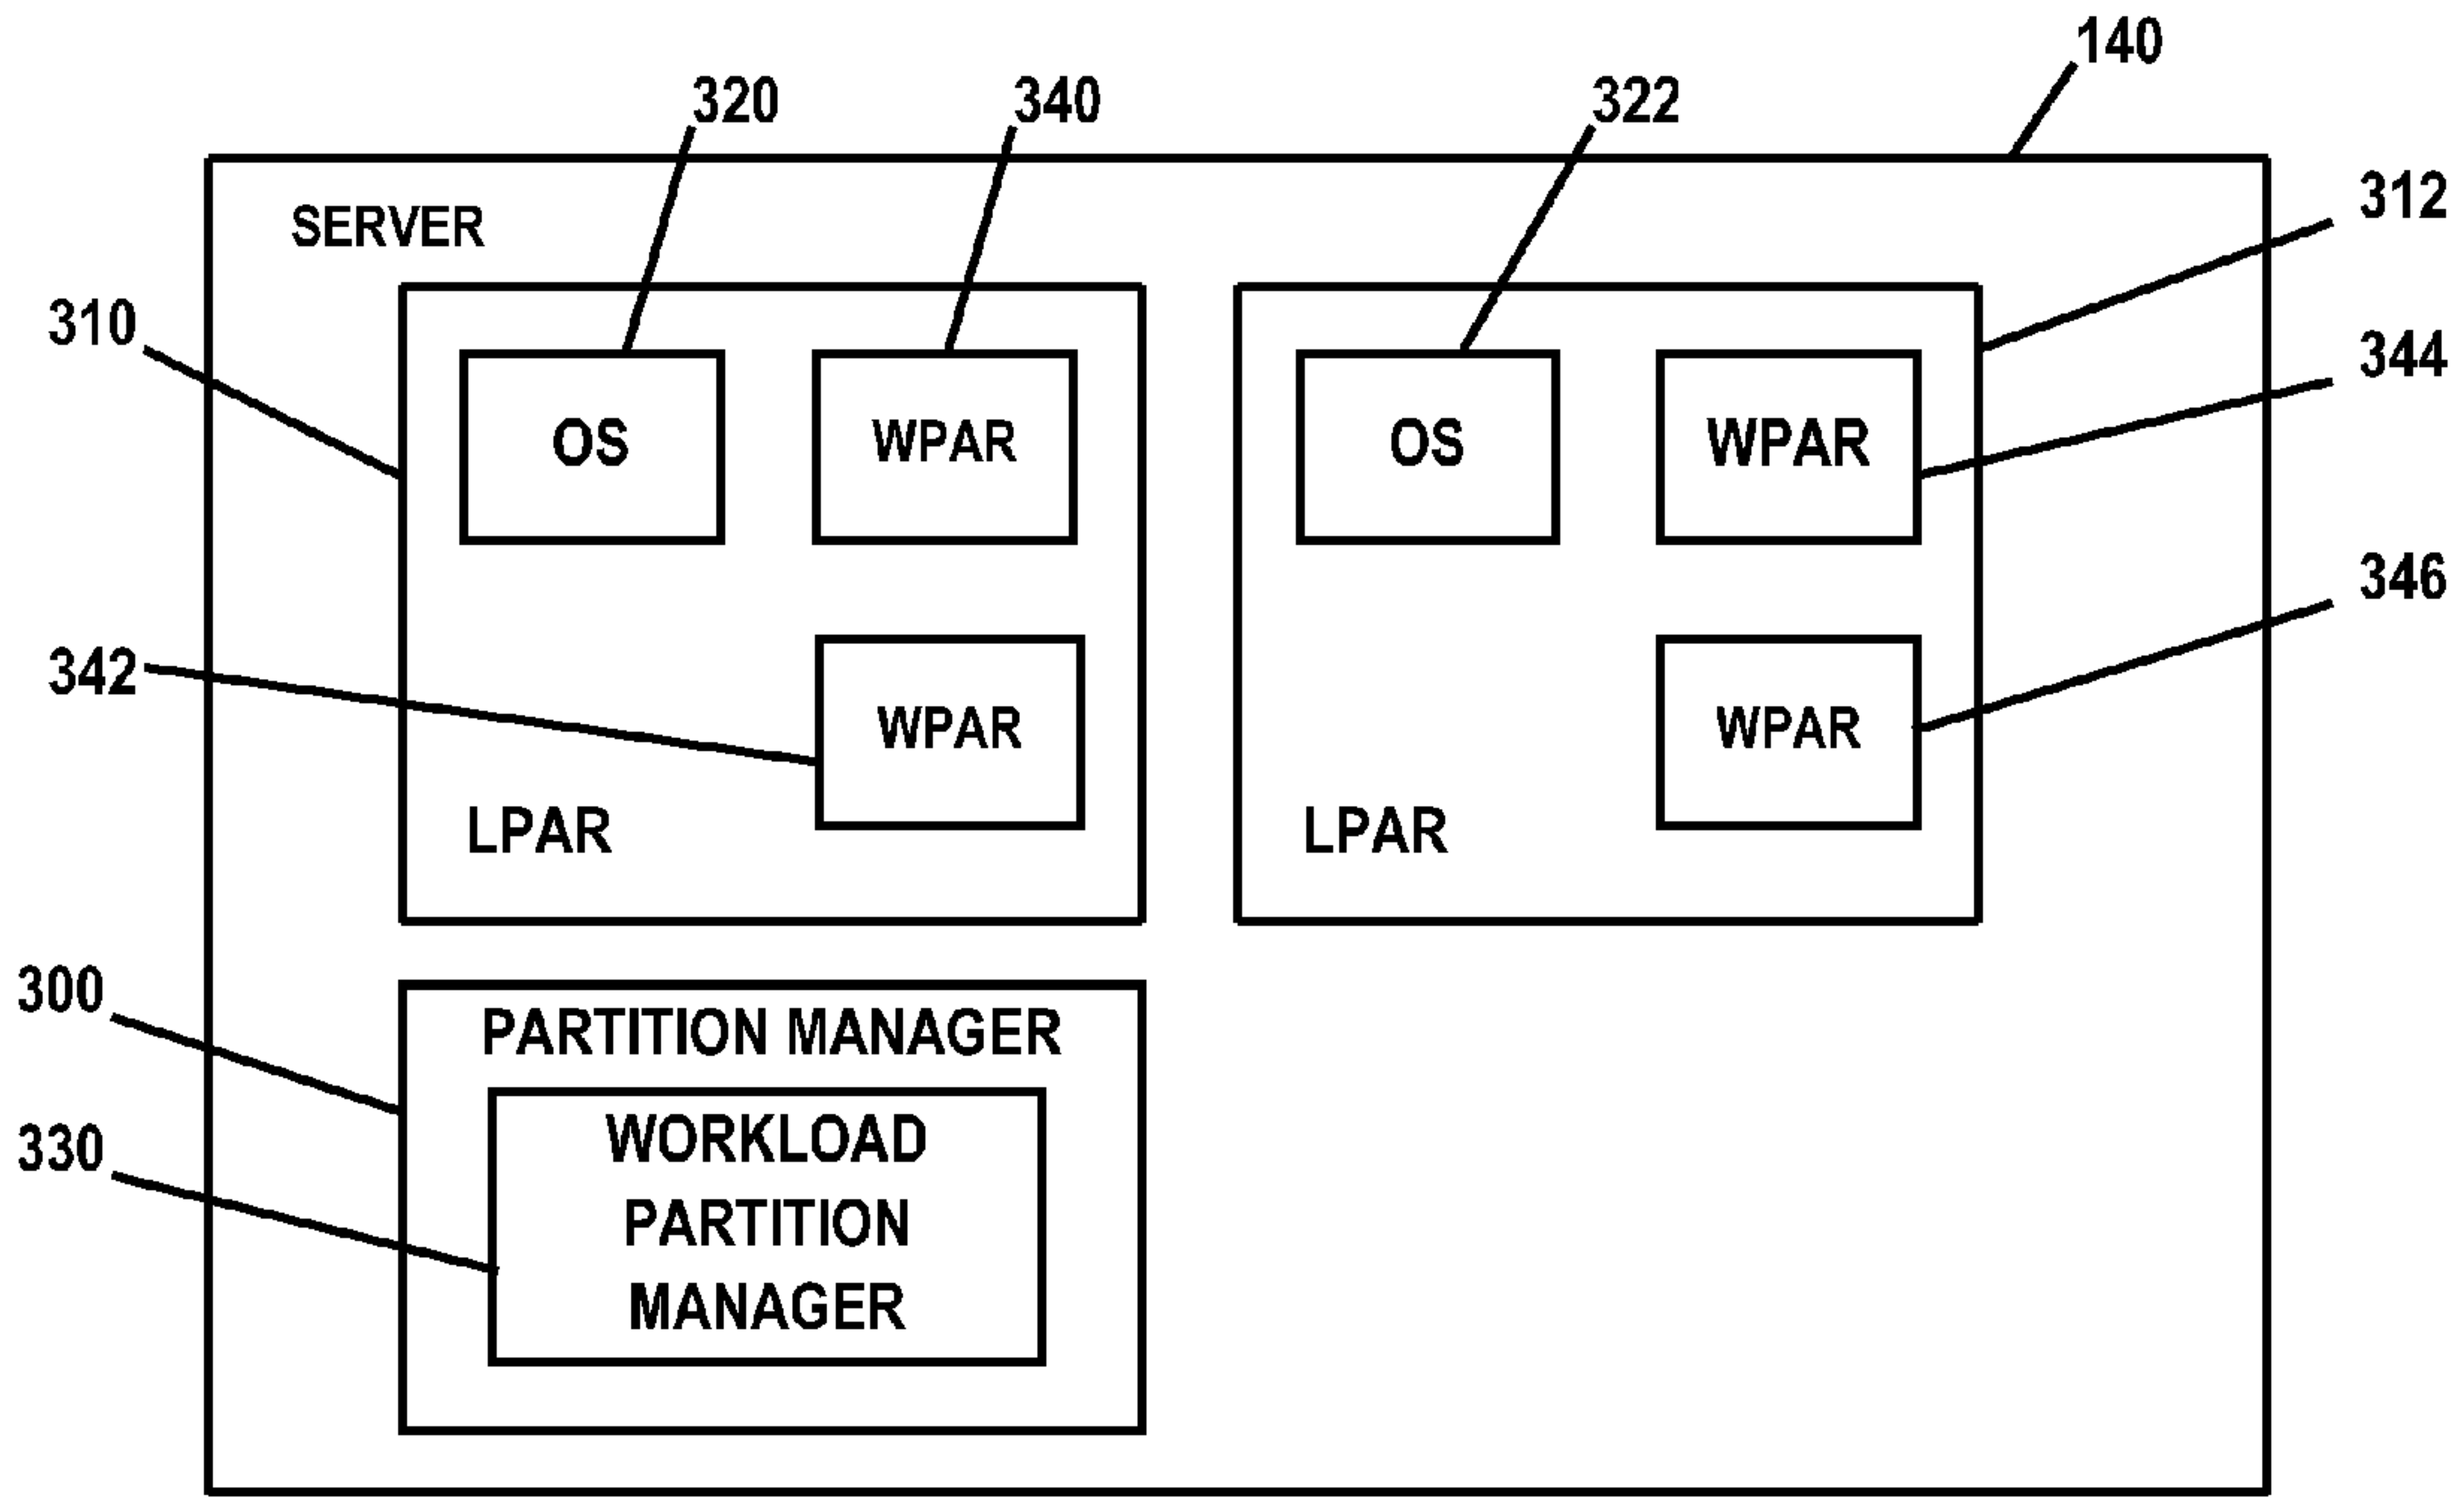 140
320
340
322
312
SERVER
310
344
OS
WPAR
OS
WPAR
346
342
WPAR
WPAR
LPAR
LPAR
300
PARTITION MANAGER
330
WORKLOAD
PARTITION
MANAGER